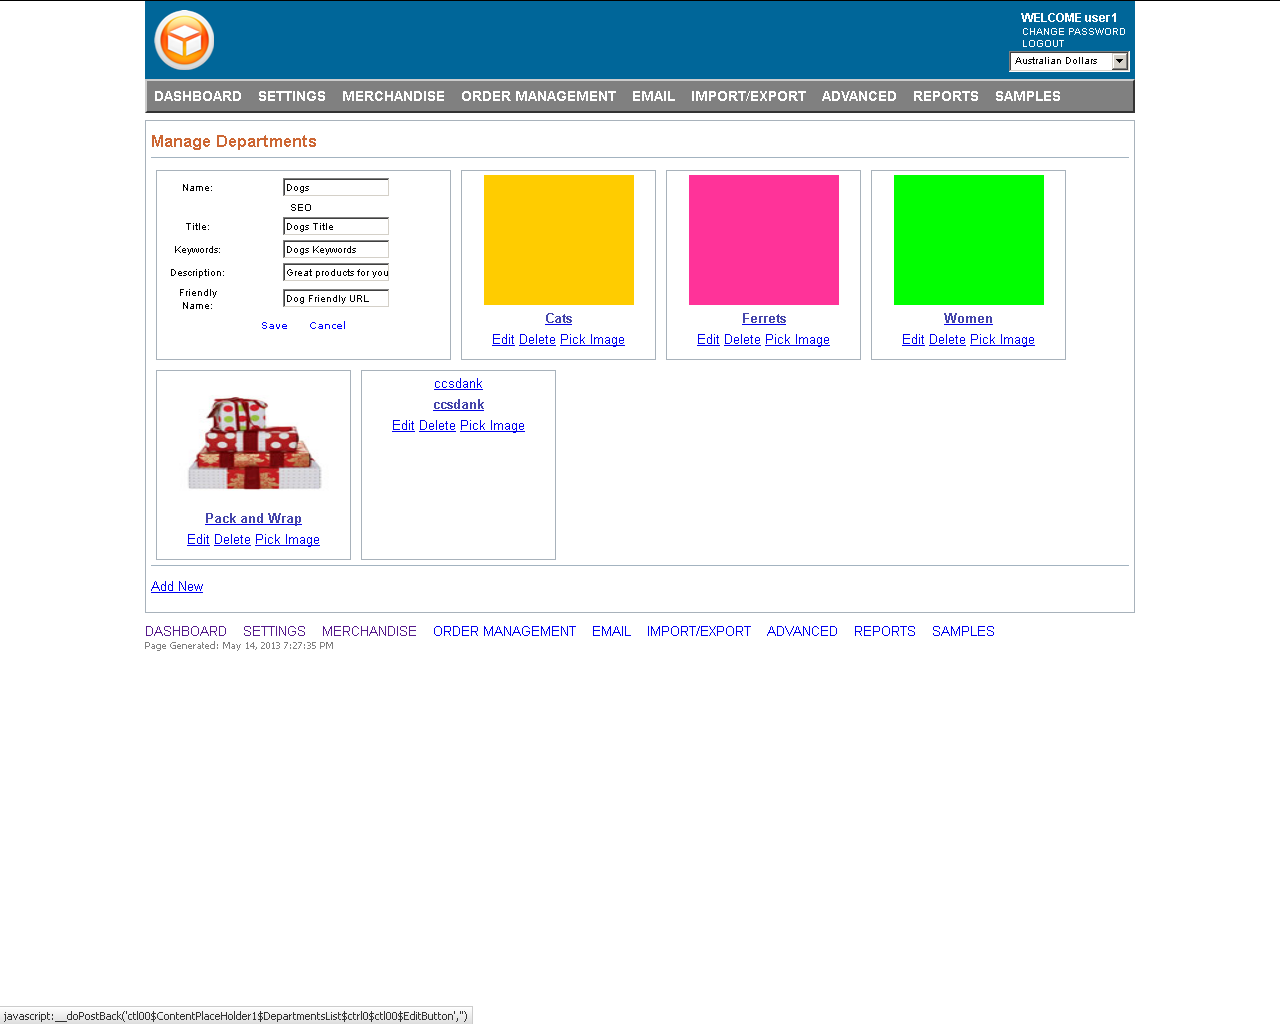 WELCOME user1
CHANGE PASSWORD
LOGOUT
Australian Dollars
DASHBOARD SETTINGS MERCHANDISE ORDER MANAGEMENT EMAIL IMPORT/EXPORT ADVANCED REPORTS SAMPLES
Manage Departments
Name: Dogs
SEO
Title: Dogs Title
Keywords: Dogs Keywords
Description: Great products for you
Friendly Name: Dog Friendly URL
Save Cancel
Cats
Edit Delete Pick Image
Ferrets
Edit Delete Pick Image
Women
Edit Delete Pick Image
Pack and Wrap
Edit Delete Pick Image
ccsdank
ccsdank
Edit Delete Pick Image
Add New
DASHBOARD SETTINGS MERCHANDISE ORDER MANAGEMENT EMAIL IMPORT/EXPORT ADVANCED REPORTS SAMPLES
Page Generated: May 14, 2013 7:27:35 PM
javascript:__doPostBack('ctl00$ContentPlaceHolder1$DepartmentsList$ctrl0$ctl00$EditButton','')